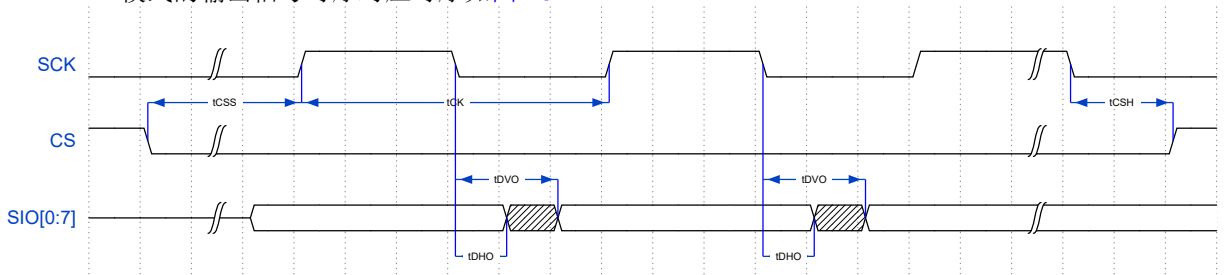 SCK
tCSS
tCK
tCSH
CS
tDVO
tDVO
SIO[0:7]
tDHO
tDHO